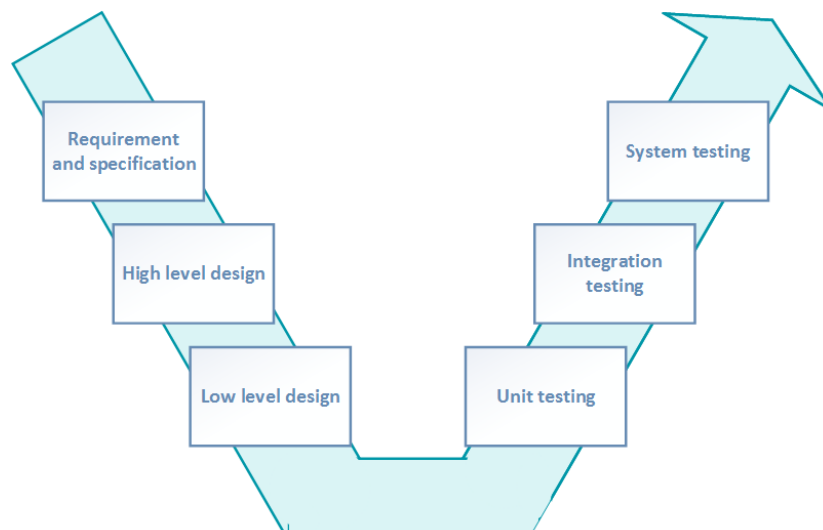 Requirement
and specification
High level design
Low level design
System testing
Integration
testing
Unit testing